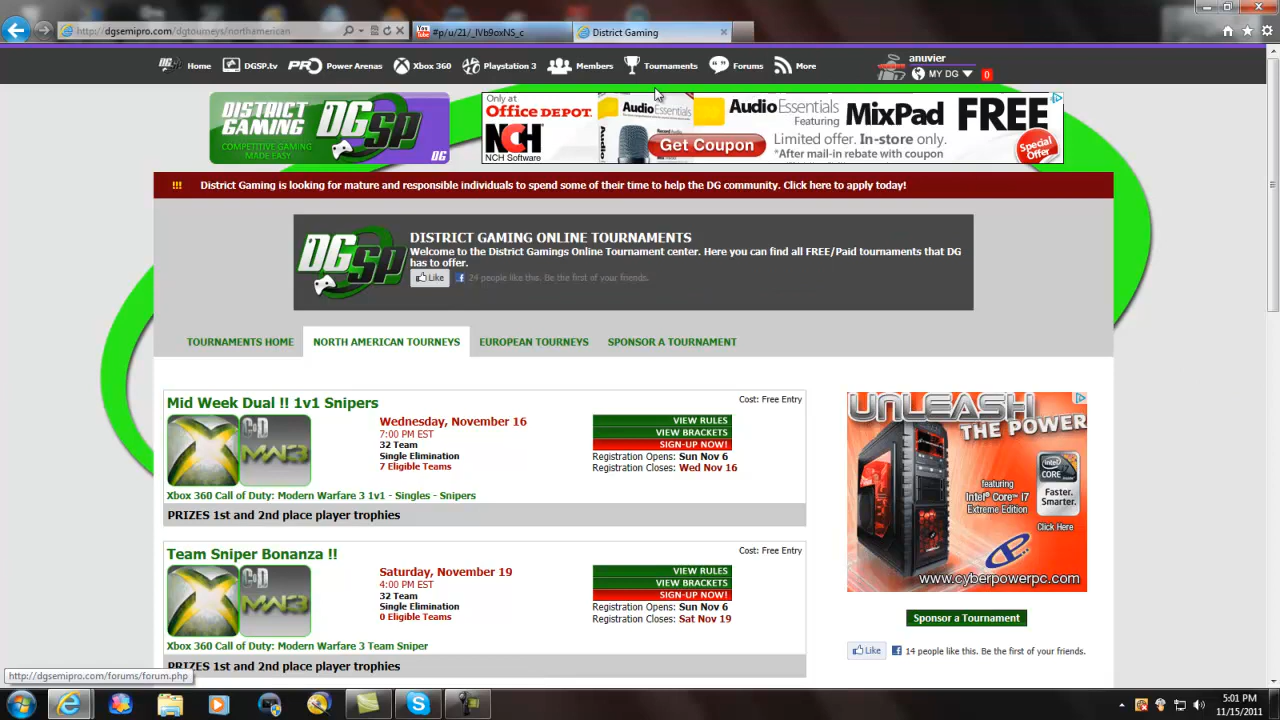 http://dgsemipro.com/dgtourneys/northamerican
#p/u/21/_IVb9oxNS_c
District Gaming
Home
DGSP.tv
PRO Power Arenas
Xbox 360
Playstation 3
Members
Tournaments
Forums
More
anuvier
MY DG
0
DISTRICT GAMING
COMPETITIVE GAMING MADE EASY
DGSP
DG
Only at
Office DEPOT.
NCH
NCH Software
Audio Essentials
Get Coupon
Audio ESSENTIALS
Featuring
MixPad FREE
Limited offer. In-store only.
*After mail-in rebate with coupon
Special Offer
!!! District Gaming is looking for mature and responsible individuals to spend some of their time to help the DG community. Click here to apply today!
DGSP
DISTRICT GAMING ONLINE TOURNAMENTS
Welcome to the District Gamings Online Tournament center. Here you can find all FREE/Paid tournaments that DG
has to offer.
Like
24 people like this. Be the first of your friends.
TOURNAMENTS HOME
NORTH AMERICAN TOURNEYS
EUROPEAN TOURNEYS
SPONSOR A TOURNAMENT
Mid Week Dual !! 1v1 Snipers
Cost: Free Entry
CoD MW3
Wednesday, November 16
7:00 PM EST
32 Team
Single Elimination
7 Eligible Teams
VIEW RULES
VIEW BRACKETS
SIGN-UP NOW!
Registration Opens: Sun Nov 6
Registration Closes: Wed Nov 16
Xbox 360 Call of Duty: Modern Warfare 3 1v1 - Singles - Snipers
PRIZES 1st and 2nd place player trophies
Team Sniper Bonanza !!
Cost: Free Entry
CoD MW3
Saturday, November 19
4:00 PM EST
32 Team
Single Elimination
0 Eligible Teams
VIEW RULES
VIEW BRACKETS
SIGN-UP NOW!
Registration Opens: Sun Nov 6
Registration Closes: Sat Nov 19
Xbox 360 Call of Duty: Modern Warfare 3 Team Sniper
PRIZES 1st and 2nd place player trophies
UNLEASH
THE POWER
featuring
Intel® Core™ i7
Extreme Edition
CORE™
Faster.
Smarter.
Click Here
www.cyberpowerpc.com
Sponsor a Tournament
Like
14 people like this. Be the first of your friends.
http://dgsemipro.com/forums/forum.php
5:01 PM
11/15/2011